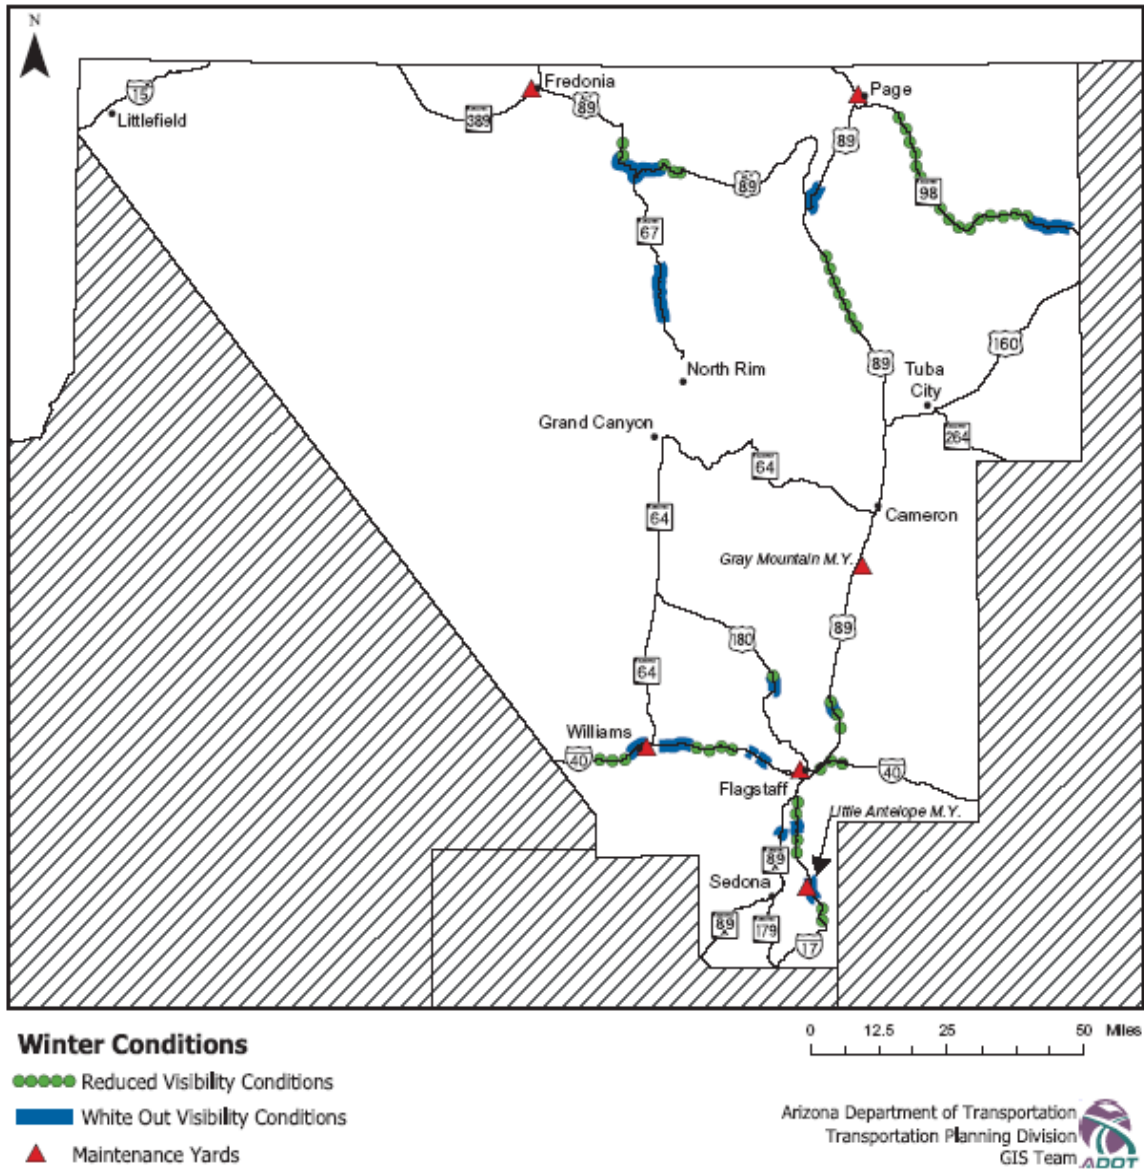 N
15
Littlefield
Fredonia
389
89
Page
89
98
89
67
160
North Rim
89
Tuba
City
Grand Canyon
264
64
64
Cameron
Gray Mountain M.Y.
89
180
64
Williams
40
40
Flagstaff
Little Antelope M.Y.
89
A
Sedona
89
A
179
17
0 12.5 25 50 Miles
Winter Conditions
Reduced Visibility Conditions
White Out Visibility Conditions
Maintenance Yards
Arizona Department of Transportation
Transportation Planning Division
GIS Team
ADOT